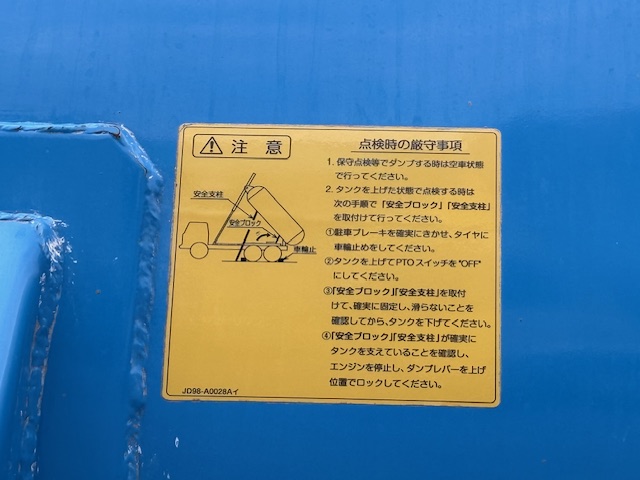 注意
安全支柱
安全ブロック
車輪止
JD98-A0028Aイ
点検時の厳守事項
1. 保守点検等でダンプする時は空車状態
で行ってください。
2. タンクを上げた状態で点検する時は
次の手順で「安全ブロック」「安全支柱」
を取付けて行ってください。
①駐車ブレーキを確実にきかせ、タイヤに
車輪止めをしてください。
②タンクを上げてPTOスイッチを"OFF"
にしてください。
③「安全ブロック」「安全支柱」を取付
けて、確実に固定し、滑らないことを
確認してから、タンクを下げてください。
④「安全ブロック」「安全支柱」が確実に
タンクを支えていることを確認し、
エンジンを停止し、ダンプレバーを上げ
位置でロックしてください。